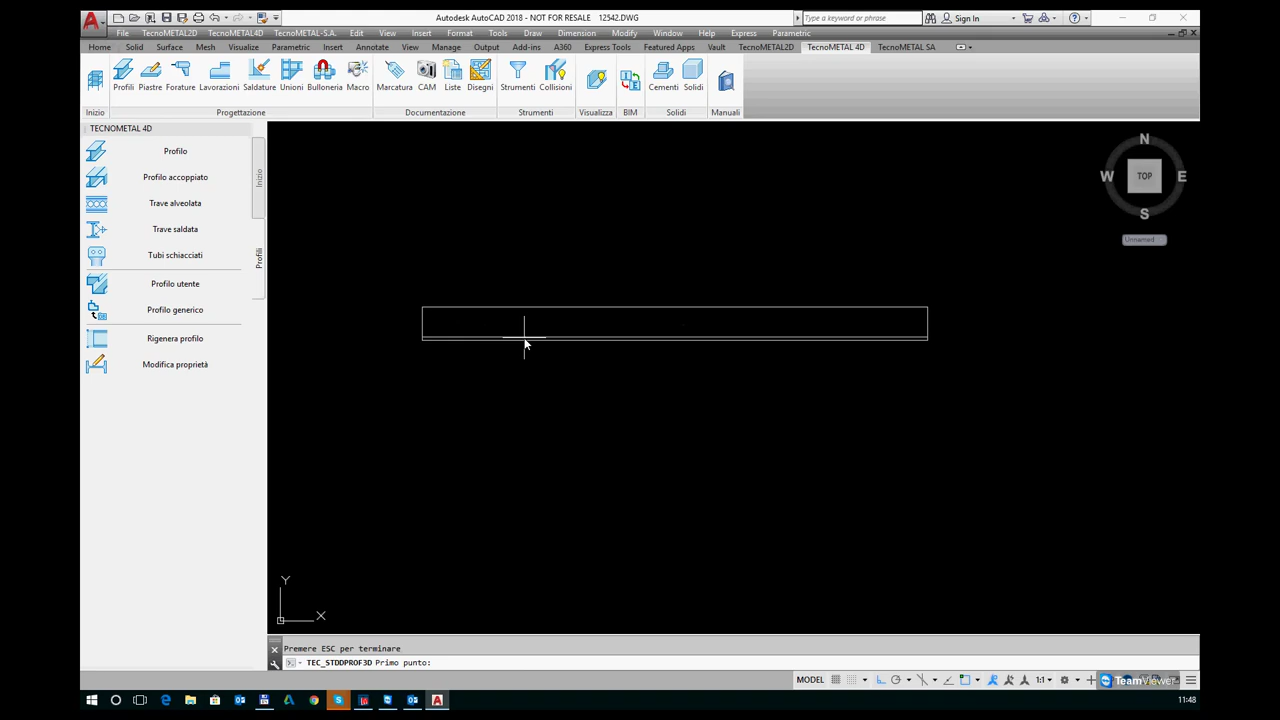 Autodesk AutoCAD 2018 - NOT FOR RESALE 12542.DWG
Type a keyword or phrase
Sign In
File TecnoMETAL2D TecnoMETAL4D TecnoMETAL-S.A. Edit View Insert Format Tools Draw Dimension Modify Window Help Express Parametric
Home Solid Surface Mesh Visualize Parametric Insert Annotate View Manage Output Add-ins A360 Express Tools Featured Apps Vault TecnoMETAL2D TecnoMETAL 4D TecnoMETAL SA
Profili Piastre Forature Lavorazioni Saldature Unioni Bulloneria Macro Marcatura CAM Liste Disegni Strumenti Collisioni Cementi Solidi
Inizio Progettazione Documentazione Strumenti Visualizza BIM Solidi Manuali
TECNOMETAL 4D
Profilo
Profilo accoppiato
Trave alveolata
Trave saldata
Tubi schiacciati
Profilo utente
Profilo generico
Rigenera profilo
Modifica proprietà
Inizio
Profili
N
W TOP E
S
Unnamed
Y
X
Premere ESC per terminare
TEC_STDDPROF3D Primo punto:
MODEL 1:1 TeamViewer
11:48